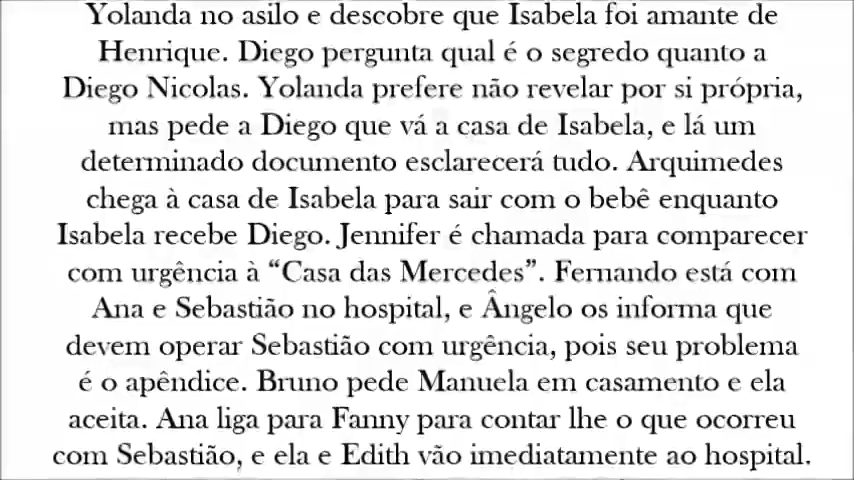 Yolanda no asilo e descobre que Isabela foi amante de
Henrique. Diego pergunta qual é o segredo quanto a
Diego Nicolas. Yolanda prefere não revelar por si própria,
mas pede a Diego que vá a casa de Isabela, e lá um
determinado documento esclarecerá tudo. Arquimedes
chega à casa de Isabela para sair com o bebê enquanto
Isabela recebe Diego. Jennifer é chamada para comparecer
com urgência à “Casa das Mercedes”. Fernando está com
Ana e Sebastião no hospital, e Ângelo os informa que
devem operar Sebastião com urgência, pois seu problema
é o apêndice. Bruno pede Manuela em casamento e ela
aceita. Ana liga para Fanny para contar lhe o que ocorreu
com Sebastião, e ela e Edith vão imediatamente ao hospital.